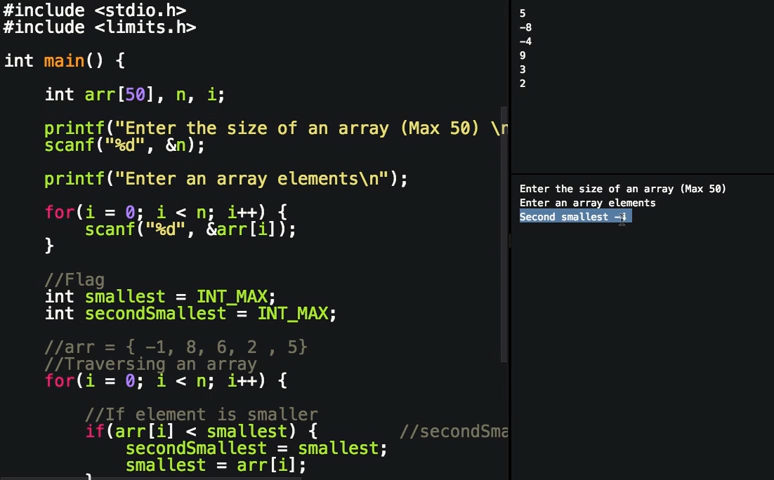 #include <stdio.h>
#include <limits.h>
int main() {
int arr[50], n, i;
printf("Enter the size of an array (Max 50) \n
scanf("%d", &n);
printf("Enter an array elements\n");
for(i = 0; i < n; i++) {
scanf("%d", &arr[i]);
}
//Flag
int smallest = INT_MAX;
int secondSmallest = INT_MAX;
//arr = { -1, 8, 6, 2 , 5}
//Traversing an array
for(i = 0; i < n; i++) {
//If element is smaller
if(arr[i] < smallest) { //secondSma
secondSmallest = smallest;
smallest = arr[i];
}
5
-8
-4
9
3
2
Enter the size of an array (Max 50)
Enter an array elements
Second smallest